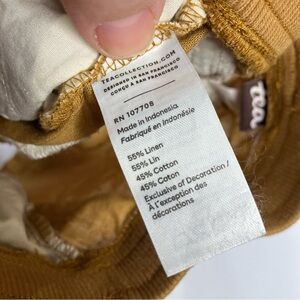 TEACOLLECTION.COM
DESIGNED IN SAN FRANCISCO
CONÇU À SAN FRANCISCO
RN 107708
Made in Indonesia
Fabriqué en Indonésie
55% Linen
55% Lin
45% Cotton
45% Coton
Exclusive of Decoration /
À l'exception des
décorations
tea